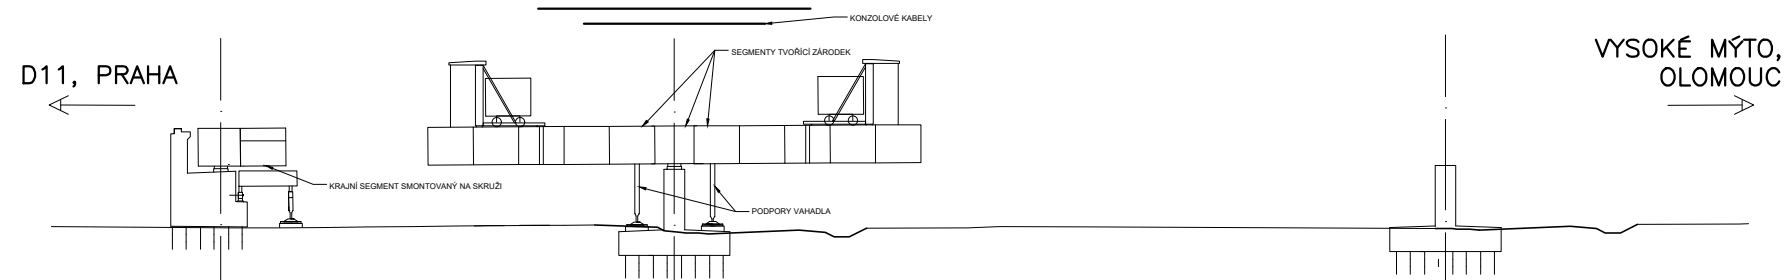 KONZOLOVÉ KABELY
SEGMENTY TVOŘÍCÍ ZÁRODEK
D11, PRAHA
VYSOKÉ MÝTO,
OLOMOUC
KRAJNÍ SEGMENT SMONTOVANÝ NA SKRUŽI
PODPORY VAHADLA